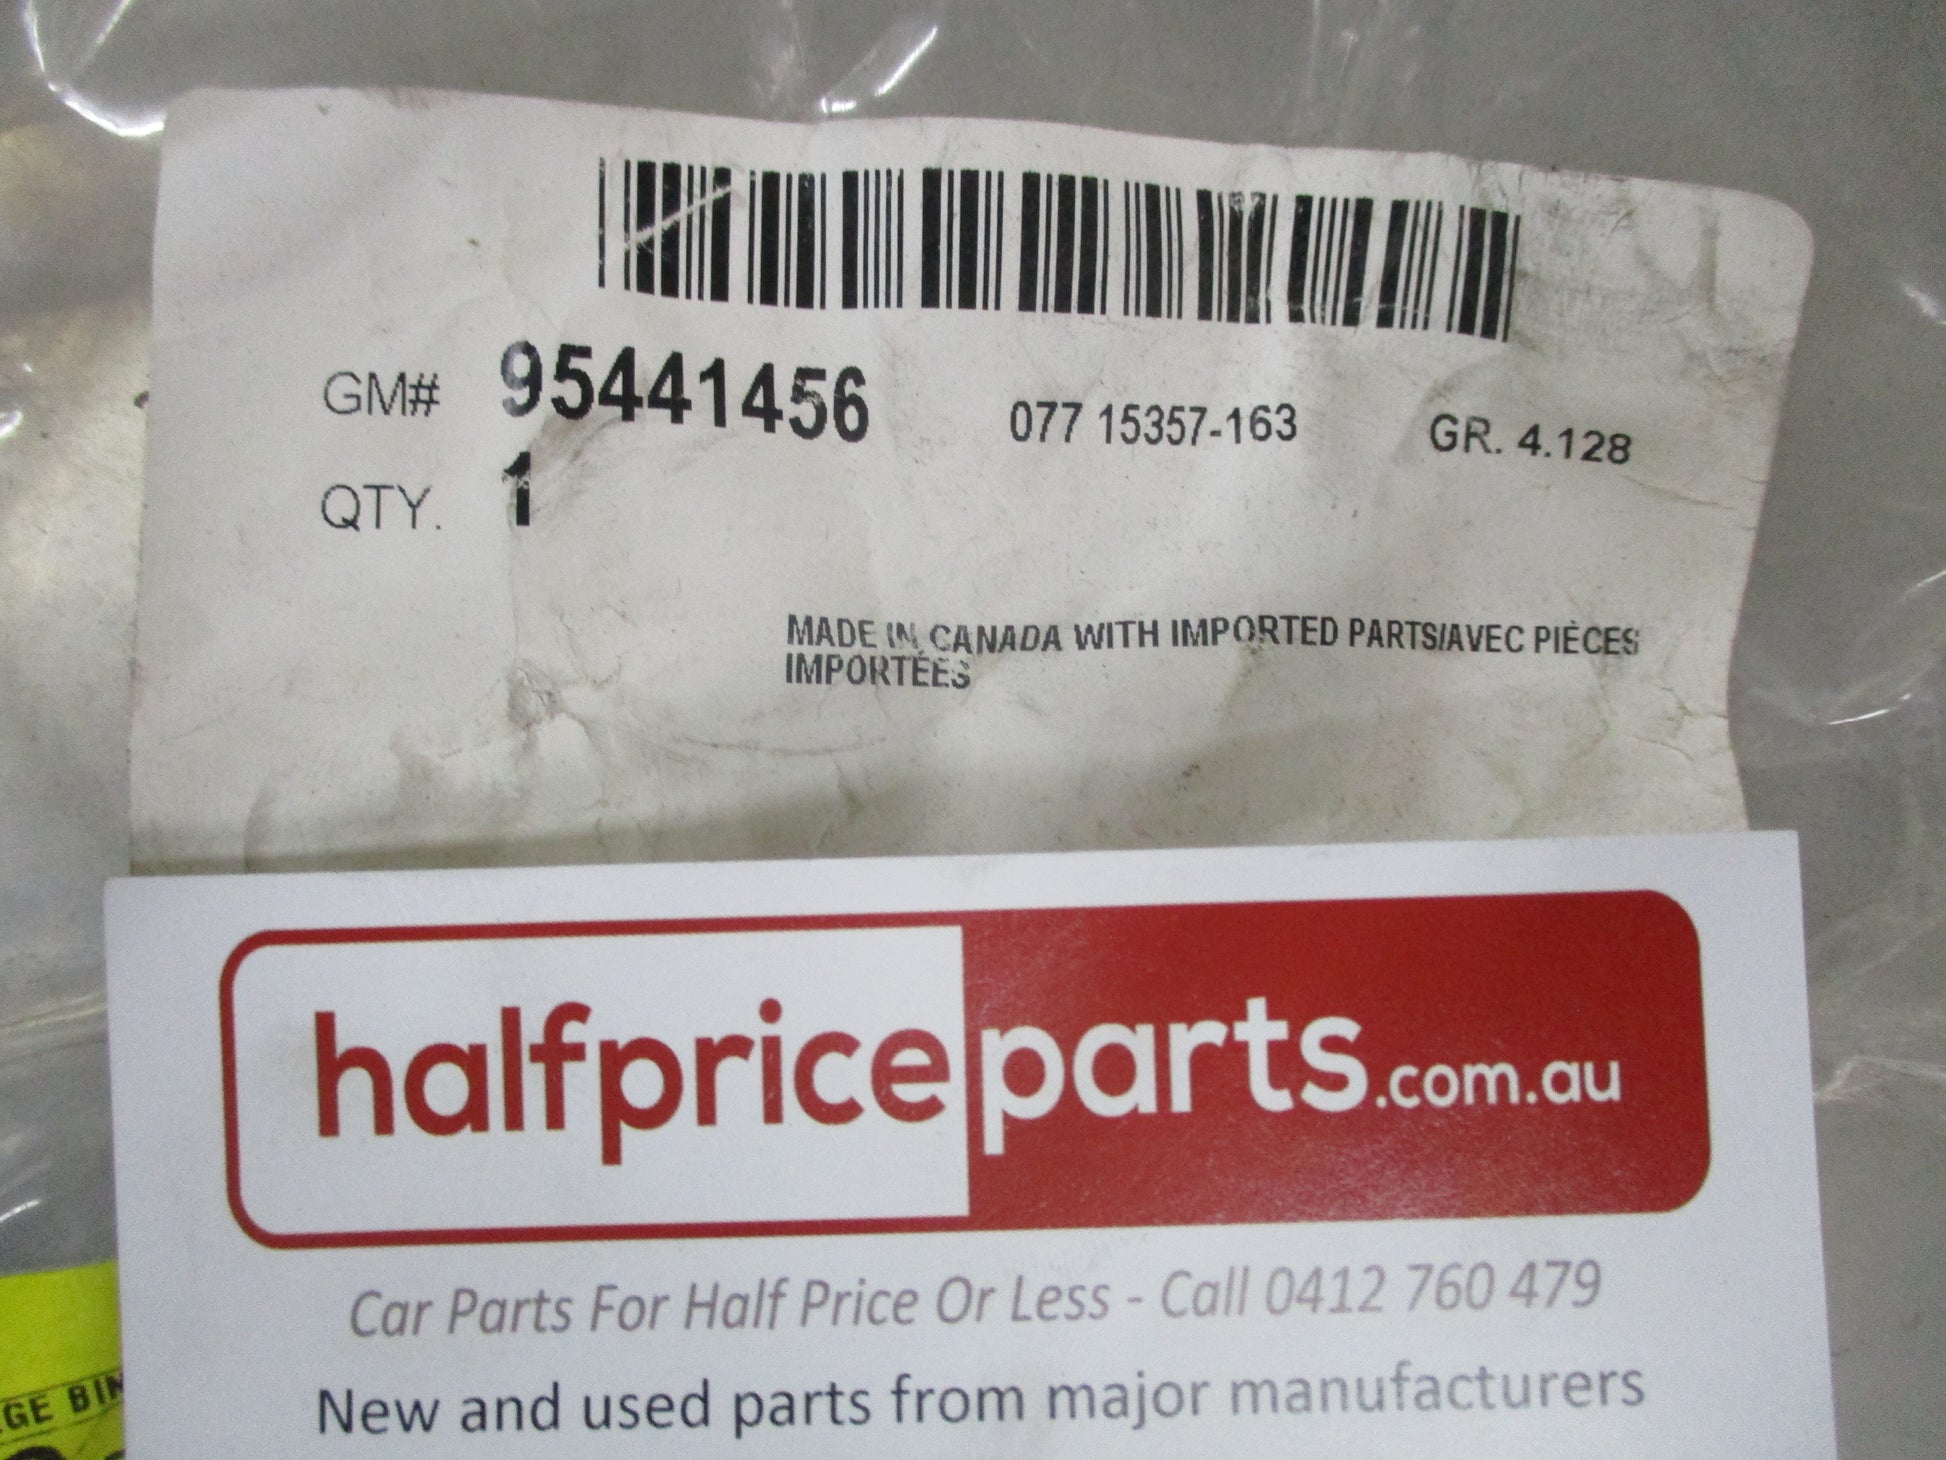 GM# 95441456 077 15357-163 GR. 4.128
QTY. 1
MADE IN CANADA WITH IMPORTED PARTS/AVEC PIÈCES
IMPORTÉES
halfpriceparts.com.au
Car Parts For Half Price Or Less - Call 0412 760 479
New and used parts from major manufacturers
GE BIN